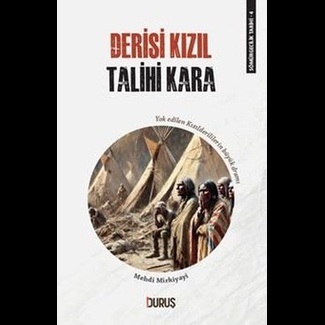 SÖMÜRGECİLİK TARİHİ - 4
DERİSİ KIZIL
TALİHİ KARA
Yok edilen Kızılderililerin büyük dramı
Mehdi Mirkiyayi
DURUŞ